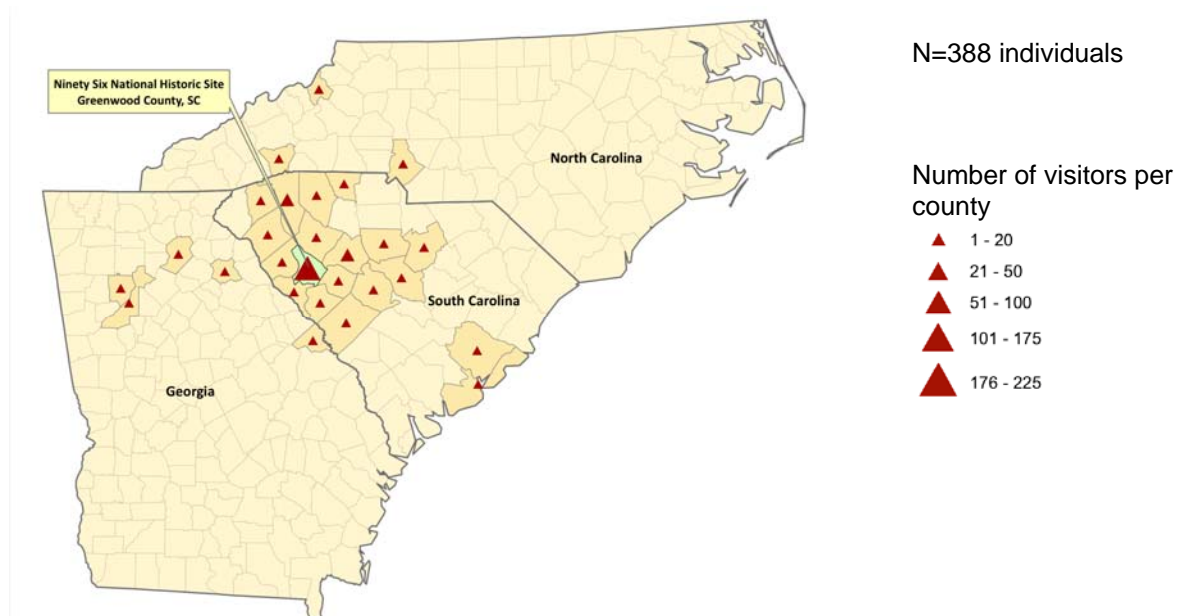 Ninety Six National Historic Site
Greenwood County, SC
North Carolina
South Carolina
Georgia
N=388 individuals
Number of visitors per
county
1 - 20
21 - 50
51 - 100
101 - 175
176 - 225